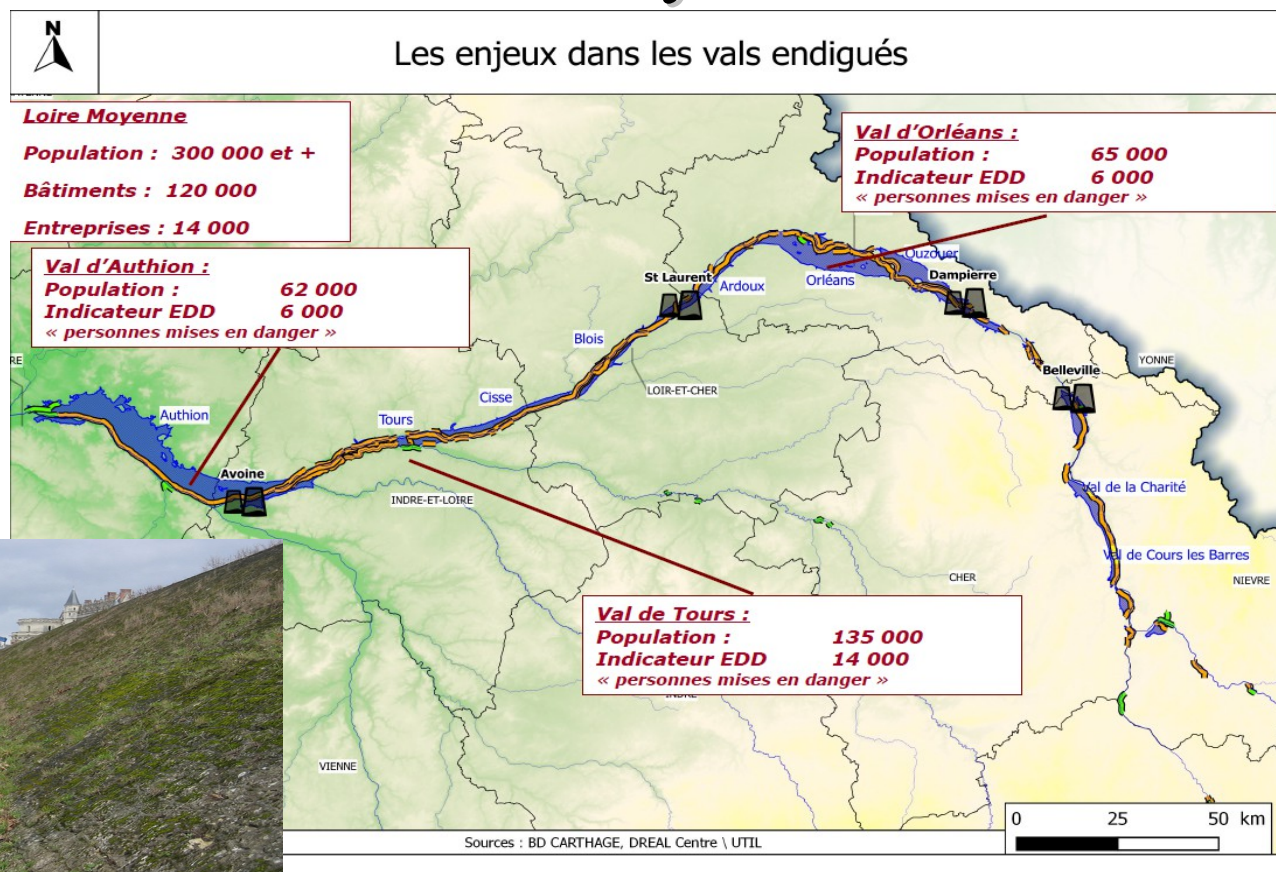 N
Les enjeux dans les vals endigués
Loire Moyenne
Population : 300 000 et +
Bâtiments : 120 000
Entreprises : 14 000
Val d'Orléans :
Population : 65 000
Indicateur EDD 6 000
« personnes mises en danger »
Val d'Authion :
Population : 62 000
Indicateur EDD 6 000
« personnes mises en danger »
St Laurent
Ardoux
Orléans
Ouzouer
Dampierre
Blois
Belleville
YONNE
LOIR-ET-CHER
Cisse
Tours
Authion
Avoine
INDRE-ET-LOIRE
Val de la Charité
Val de Cours les Barres
CHER
NIEVRE
Val de Tours :
Population : 135 000
Indicateur EDD 14 000
« personnes mises en danger »
INDRE
VIENNE
0 25 50 km
Sources : BD CARTHAGE, DREAL Centre \ UTIL